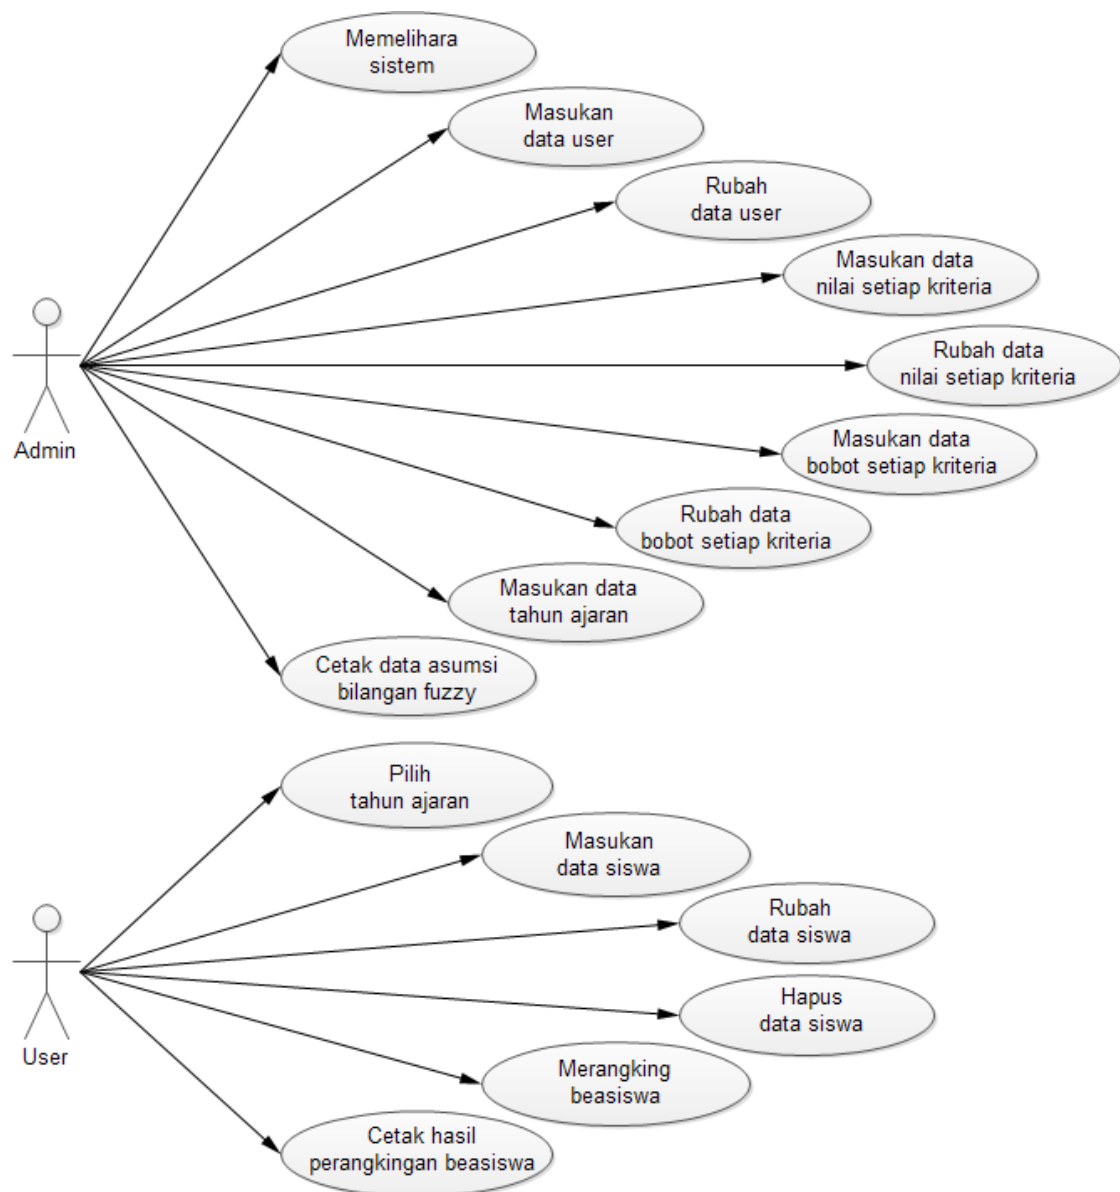 Memelihara
sistem
Masukan
data user
Rubah
data user
Masukan data
nilai setiap kriteria
Rubah data
nilai setiap kriteria
Admin
Masukan data
bobot setiap kriteria
Rubah data
bobot setiap kriteria
Masukan data
tahun ajaran
Cetak data asumsi
bilangan fuzzy
Pilih
tahun ajaran
Masukan
data siswa
Rubah
data siswa
Hapus
data siswa
User
Merangking
beasiswa
Cetak hasil
perangkingan beasiswa